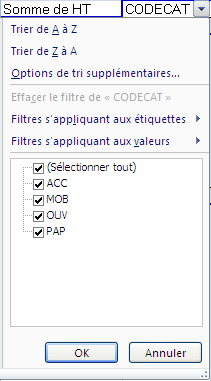 Somme de HT CODECAT
Trier de A à Z
Trier de Z à A
Options de tri supplémentaires...
Effacer le filtre de « CODECAT »
Filtres s'appliquant aux étiquettes
Filtres s'appliquant aux valeurs
(Sélectionner tout)
ACC
MOB
OUV
PAP
OK Annuler